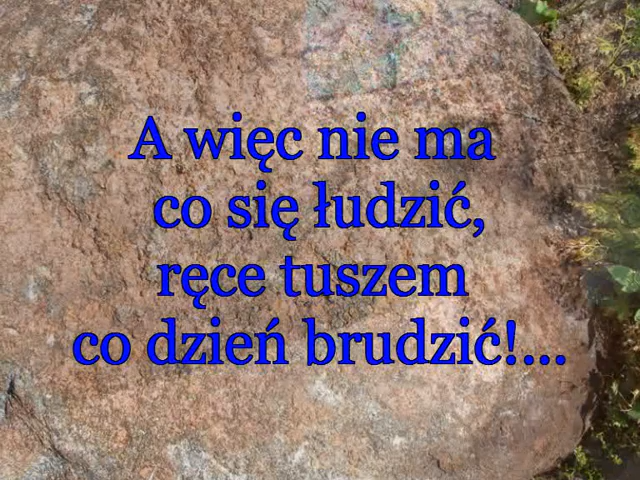 A więc nie ma
co się łudzić,
ręce tuszem
co dzień brudzić!...